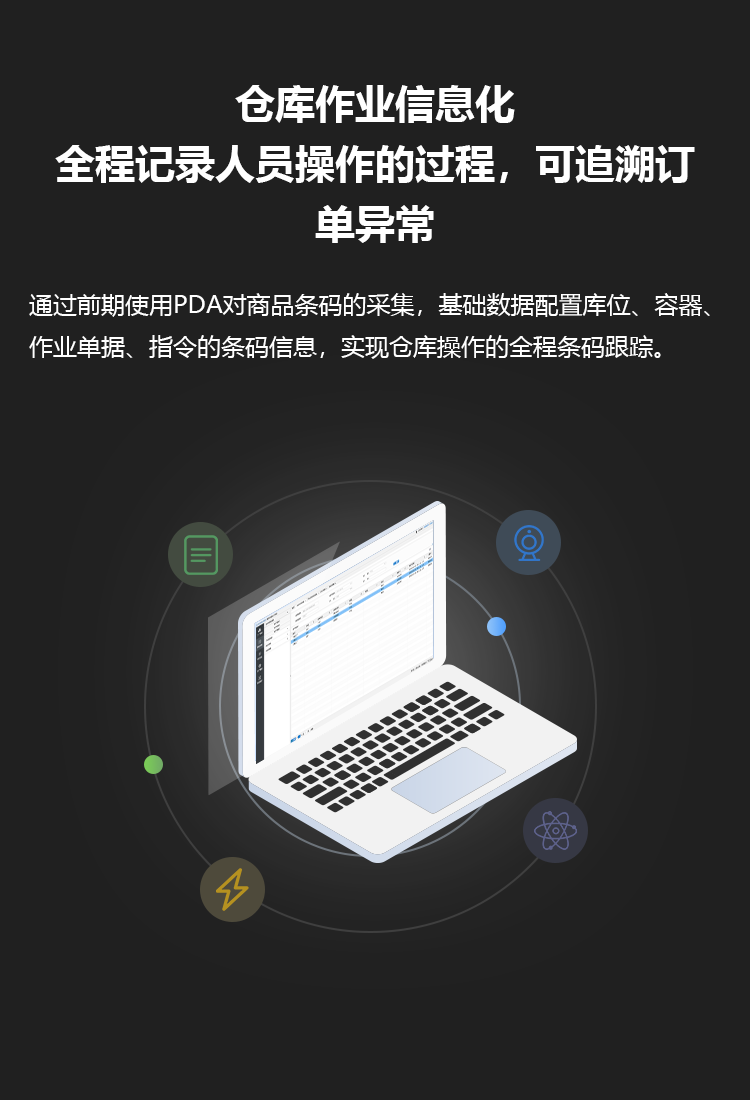 仓库作业信息化
全程记录人员操作的过程，可追溯订
单异常
通过前期使用PDA对商品条码的采集，基础数据配置库位、容器、
作业单据、指令的条码信息，实现仓库操作的全程条码跟踪。